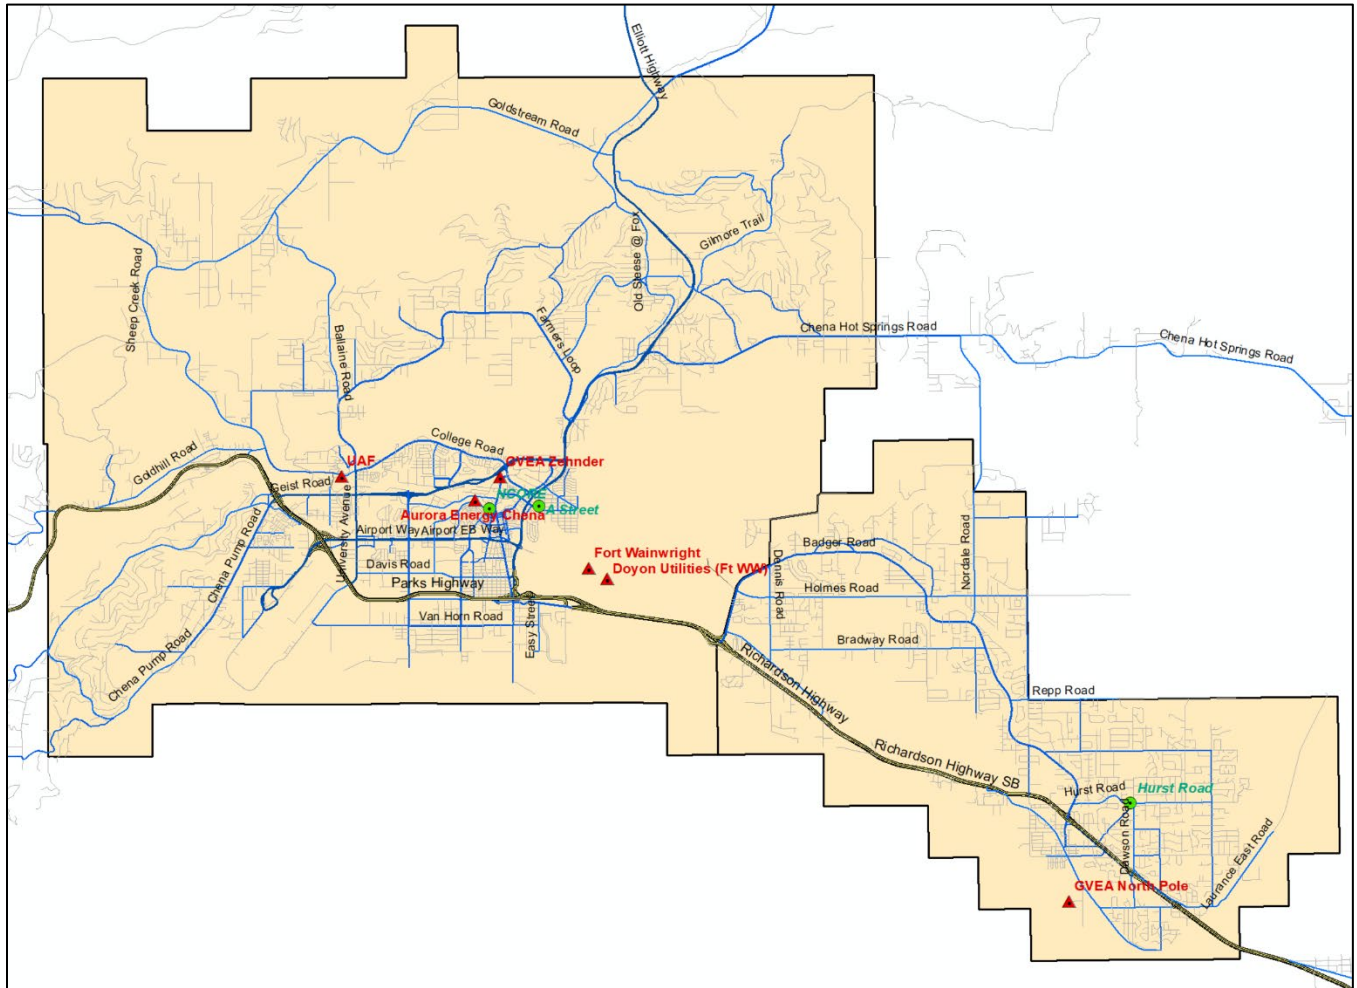 Elliott Highway
Goldstream Road
Old Steese @ Fox
Gilmore Trail
Sheep Creek Road
Ballaine Road
Farmers Loop
Chena Hot Springs Road
Chena Hot Springs Road
Goldhill Road
UAF
College Road
GVEA Zehnder
Geist Road
NCORE
A Street
Aurora Energy Chena
University Avenue
Airport Way
Airport EB Way
Chena Pump Road
Davis Road
Parks Highway
Fort Wainwright
Doyon Utilities (Ft WW)
Van Horn Road
Easy Street
Chena Pump Road
Dennis Road
Badger Road
Nordale Road
Holmes Road
Bradway Road
Richardson Highway
Repp Road
Richardson Highway SB
Hurst Road
Hurst Road
Dawson Road
Laurance East Road
GVEA North Pole